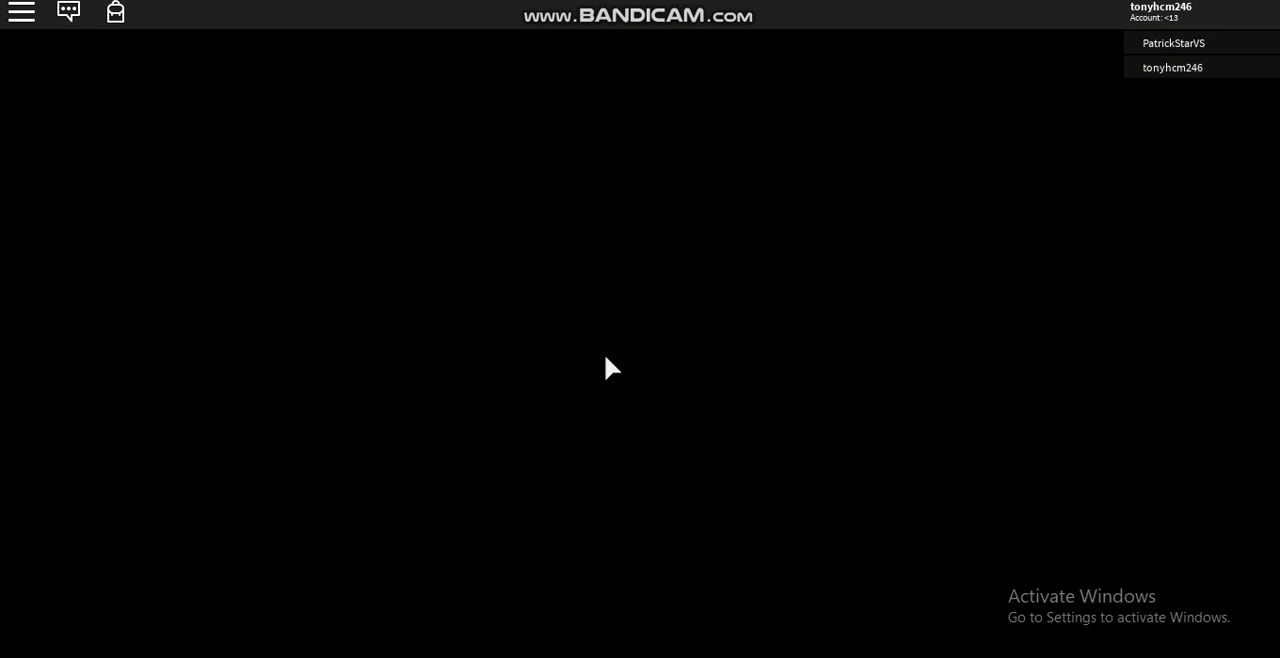 www.BANDICAM.com
tonyhcm246
Account: <13
PatrickStarVS
tonyhcm246
Activate Windows
Go to Settings to activate Windows.